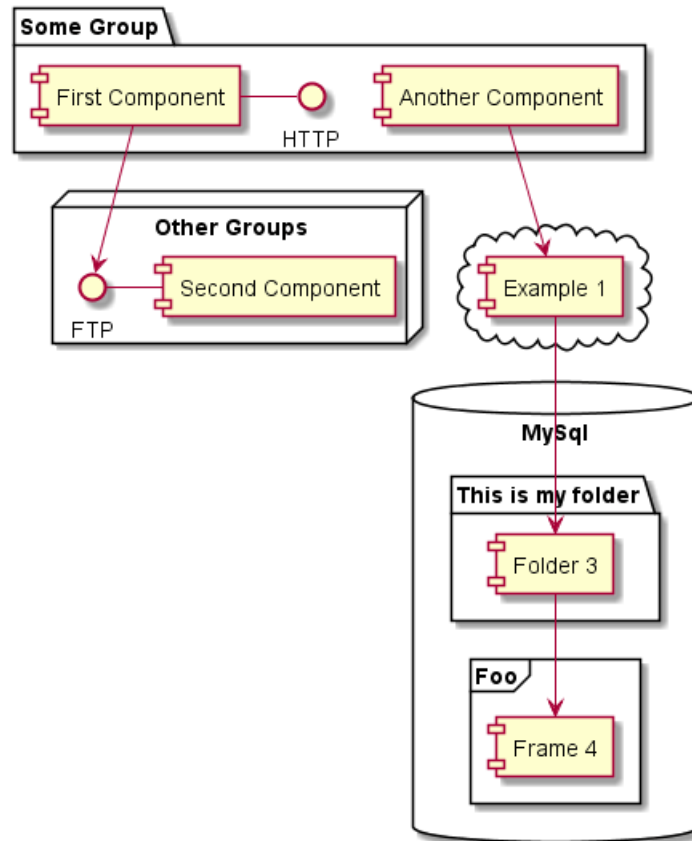 Some Group
First Component
HTTP
Another Component
Other Groups
FTP
Second Component
Example 1
MySql
This is my folder
Folder 3
Foo
Frame 4